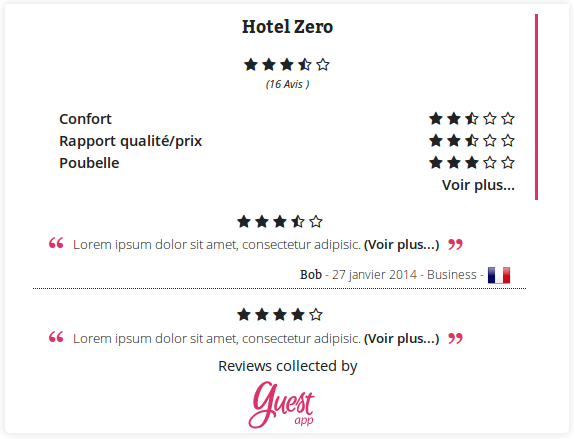 Hotel Zero
(16 Avis )
Confort
Rapport qualité/prix
Poubelle
Voir plus...
“ Lorem ipsum dolor sit amet, consectetur adipisic. (Voir plus...) ”
Bob - 27 janvier 2014 - Business -
“ Lorem ipsum dolor sit amet, consectetur adipisic. (Voir plus...) ”
Reviews collected by
guest
app